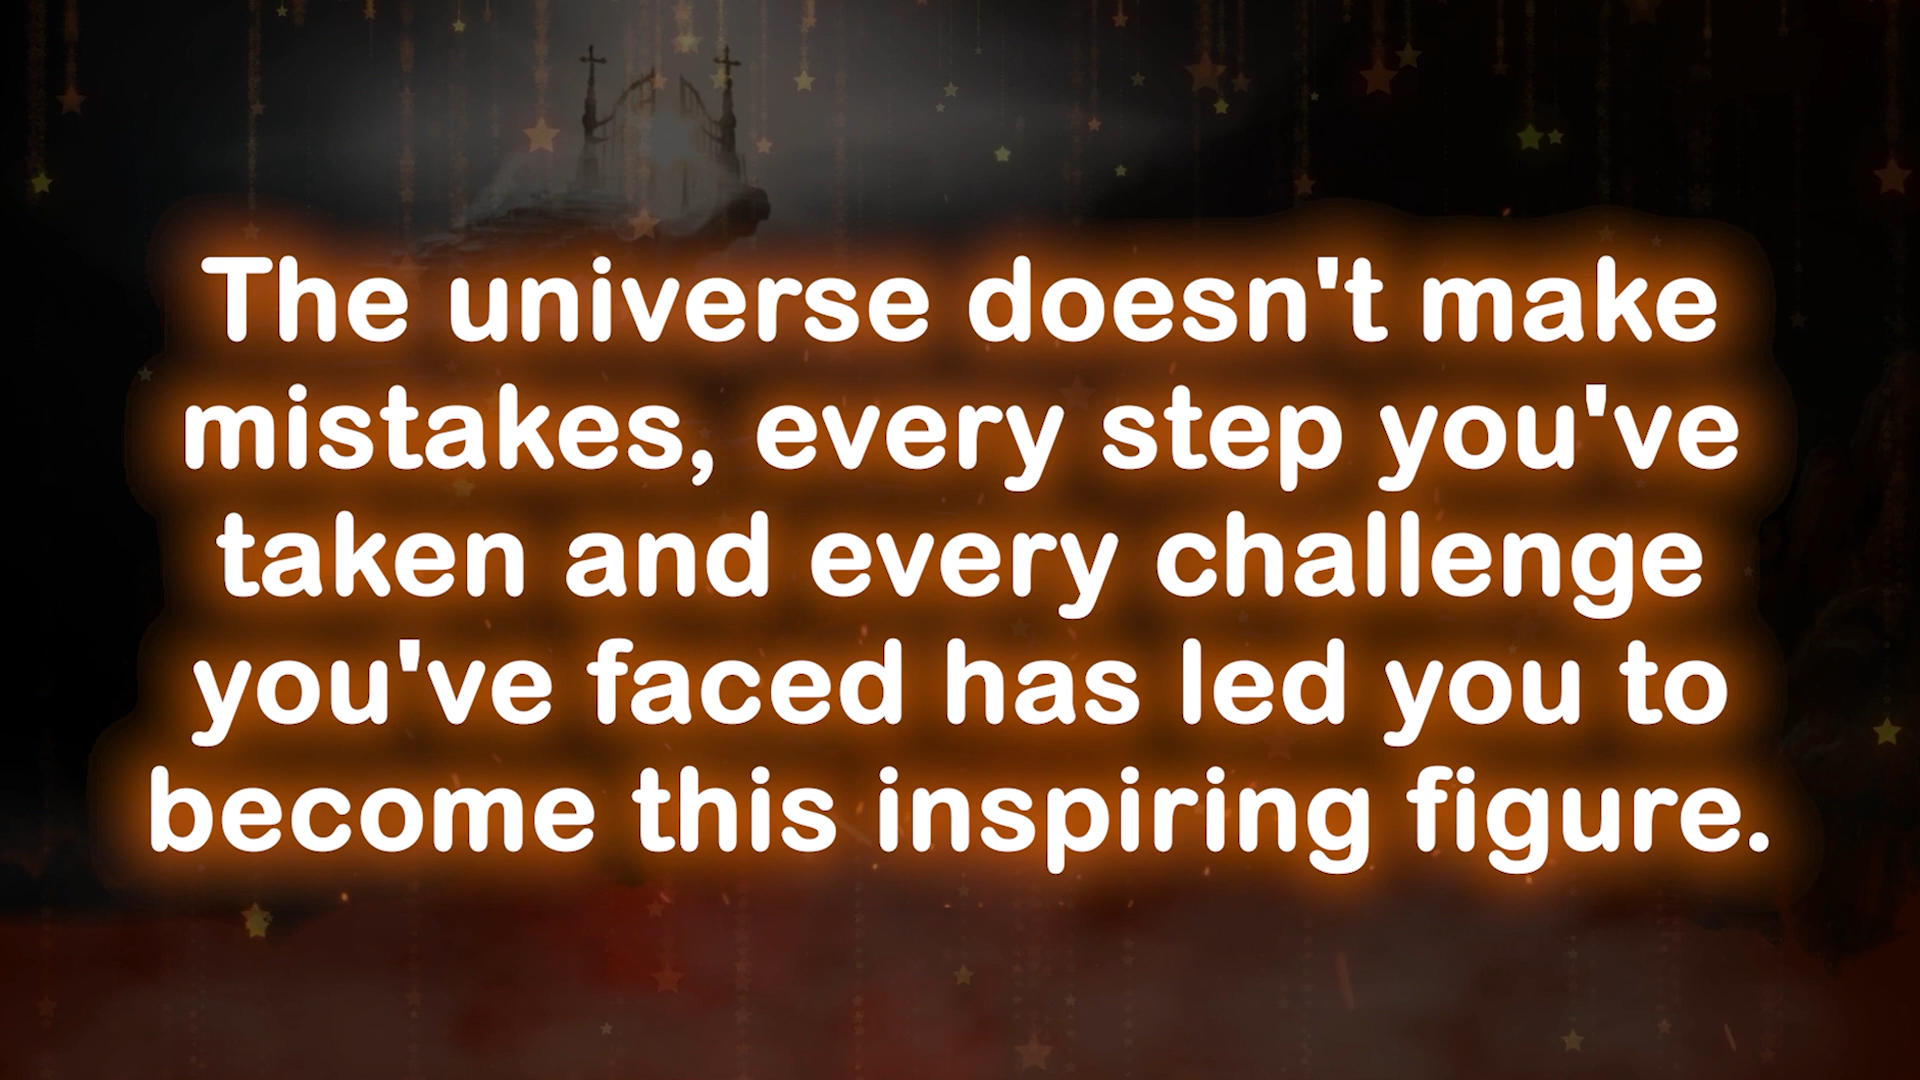 The universe doesn't make
mistakes, every step you've
taken and every challenge
you've faced has led you to
become this inspiring figure.